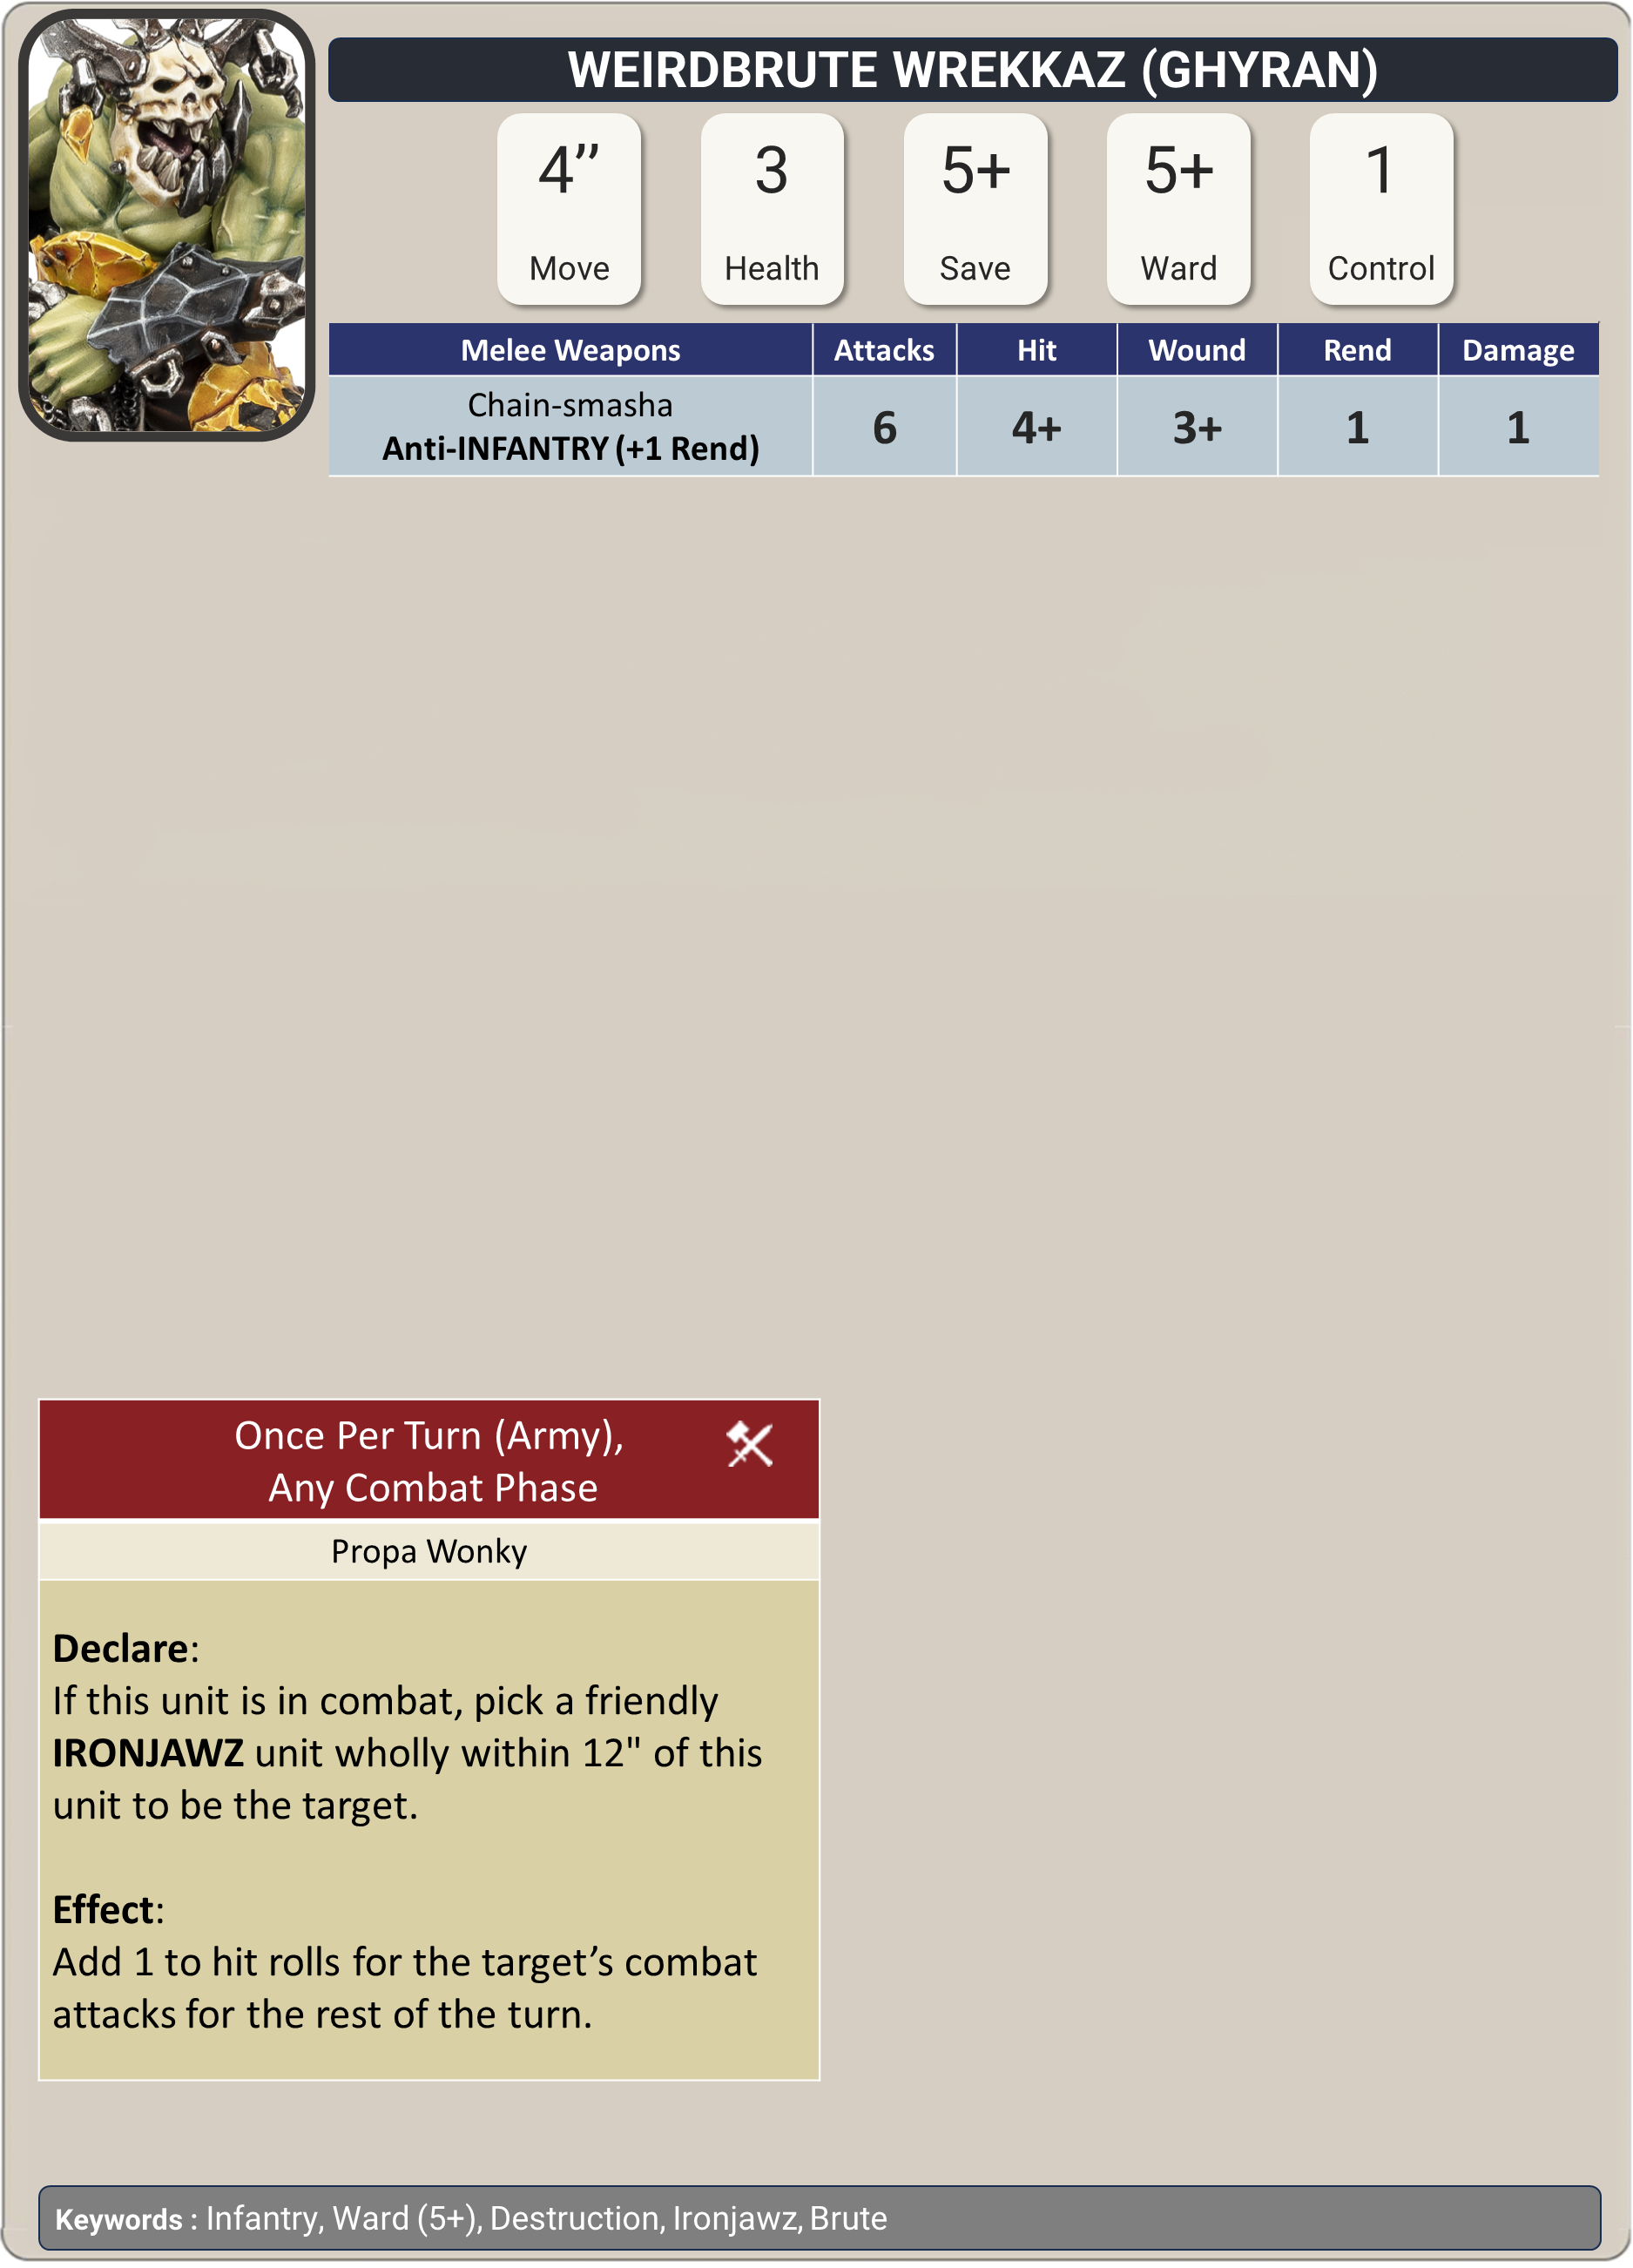 WEIRDBRUTE WREKKAZ (GHYRAN)
4” 3 5+ 5+ 1
Move Health Save Ward Control
Melee Weapons Attacks Hit Wound Rend Damage
Chain-smasha
Anti-INFANTRY (+1 Rend) 6 4+ 3+ 1 1
Once Per Turn (Army),
Any Combat Phase
Propa Wonky
Declare:
If this unit is in combat, pick a friendly
IRONJAWZ unit wholly within 12" of this
unit to be the target.
Effect:
Add 1 to hit rolls for the target’s combat
attacks for the rest of the turn.
Keywords : Infantry, Ward (5+), Destruction, Ironjawz, Brute